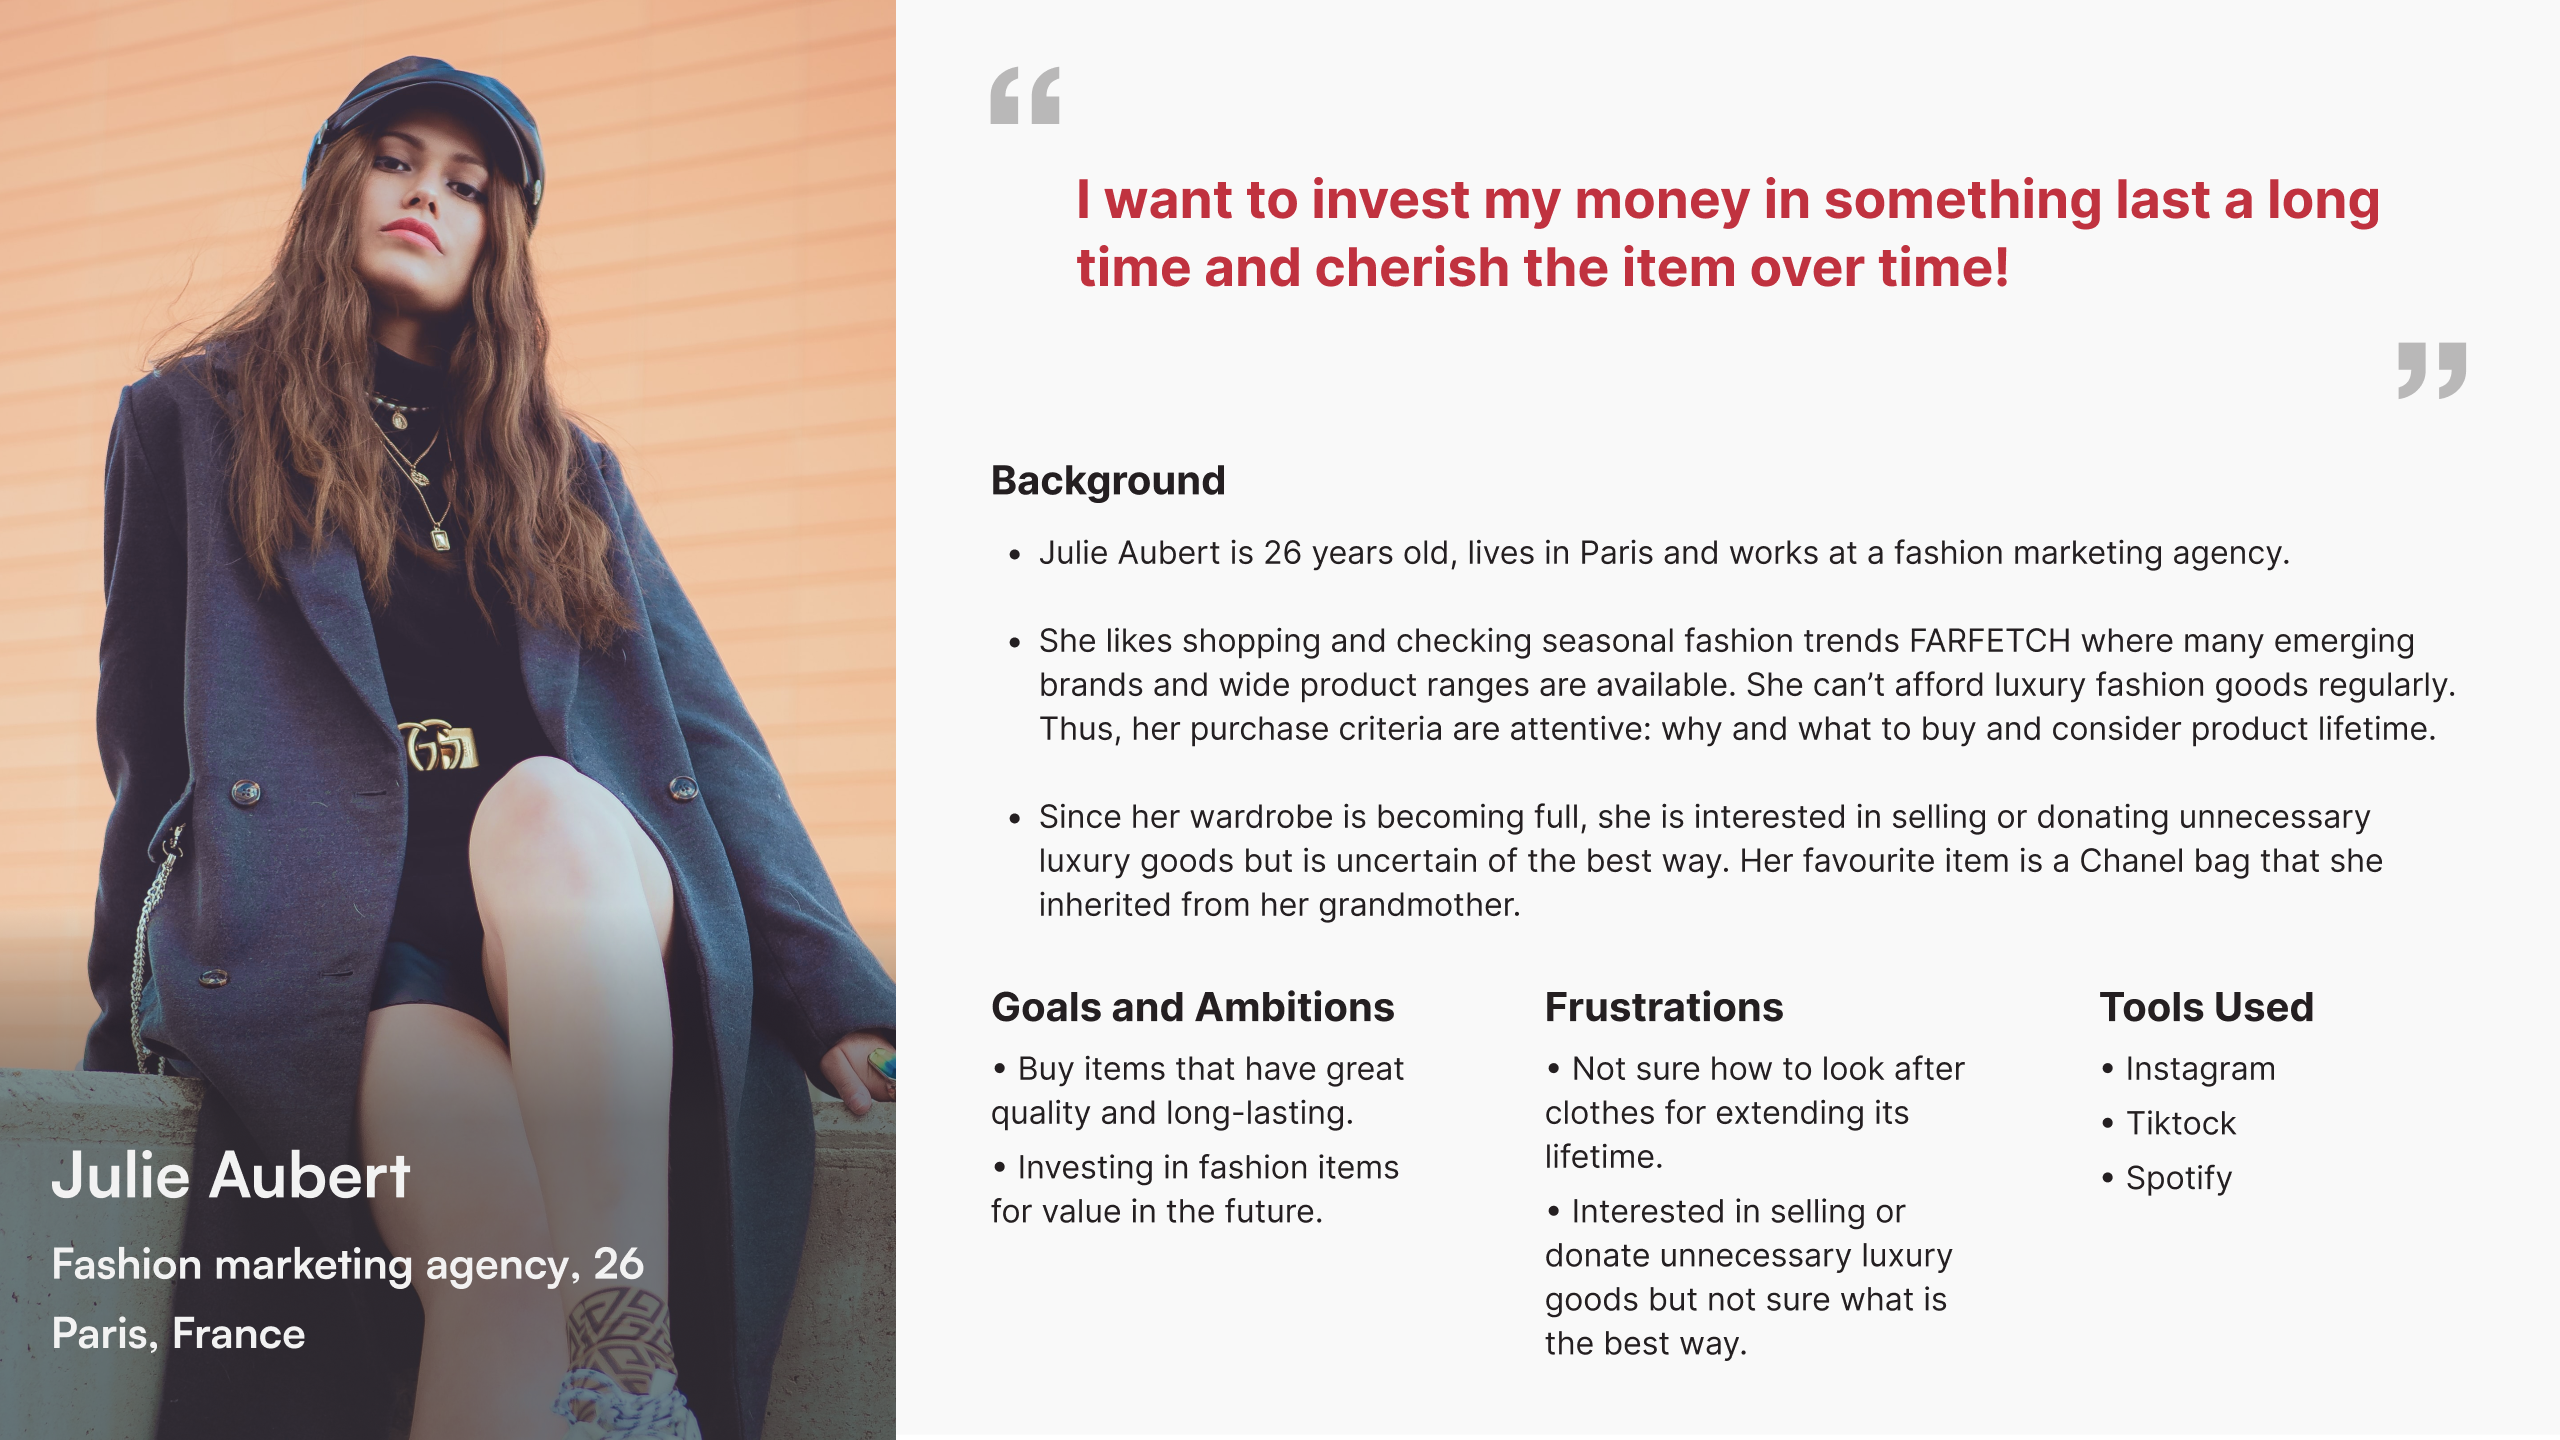 “
I want to invest my money in something last a long
time and cherish the item over time!
”
Background
• Julie Aubert is 26 years old, lives in Paris and works at a fashion marketing agency.
• She likes shopping and checking seasonal fashion trends FARFETCH where many emerging
brands and wide product ranges are available. She can’t afford luxury fashion goods regularly.
Thus, her purchase criteria are attentive: why and what to buy and consider product lifetime.
• Since her wardrobe is becoming full, she is interested in selling or donating unnecessary
luxury goods but is uncertain of the best way. Her favourite item is a Chanel bag that she
inherited from her grandmother.
Goals and Ambitions
• Buy items that have great
quality and long-lasting.
• Investing in fashion items
for value in the future.
Frustrations
• Not sure how to look after
clothes for extending its
lifetime.
• Interested in selling or
donate unnecessary luxury
goods but not sure what is
the best way.
Tools Used
• Instagram
• Tiktock
• Spotify
Julie Aubert
Fashion marketing agency, 26
Paris, France